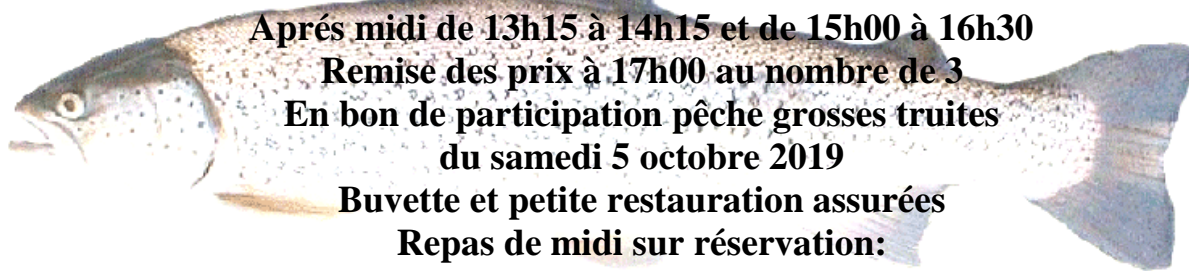 Aprés midi de 13h15 à 14h15 et de 15h00 à 16h30
Remise des prix à 17h00 au nombre de 3
En bon de participation pêche grosses truites
du samedi 5 octobre 2019
Buvette et petite restauration assurées
Repas de midi sur réservation: